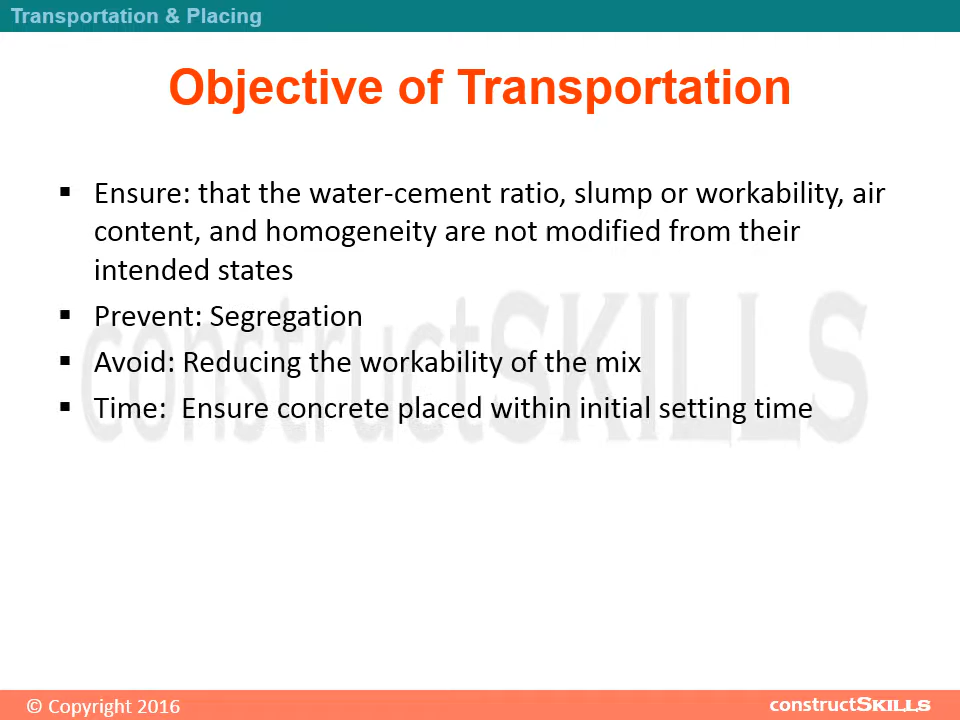 Transportation & Placing
Objective of Transportation
▪ Ensure: that the water-cement ratio, slump or workability, air
content, and homogeneity are not modified from their
intended states
▪ Prevent: Segregation
▪ Avoid: Reducing the workability of the mix
▪ Time:  Ensure concrete placed within initial setting time
constructSKILLS
© Copyright 2016
constructSKILLS